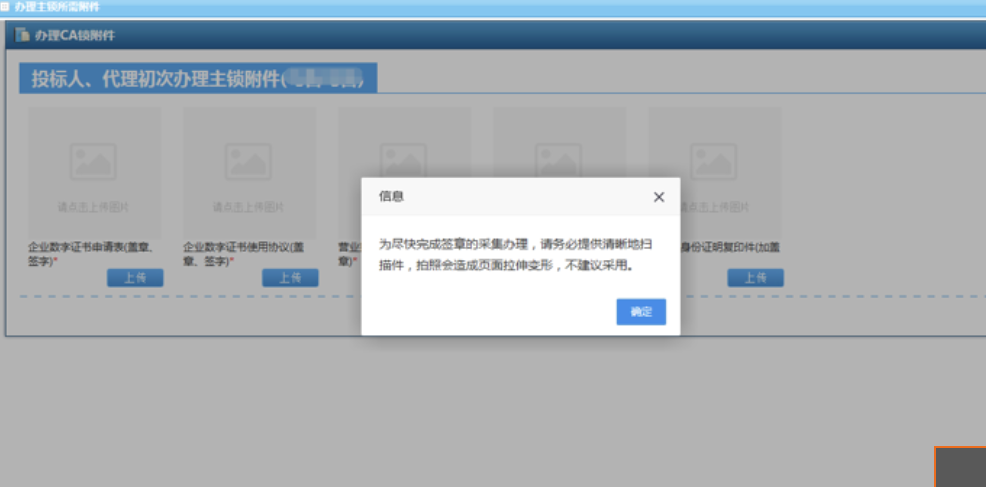 办理主锁所需附件
办理CA锁附件
投标人、代理初次办理主锁附件(
请点击上传图片
请点击上传图片
请点击上传图片
企业数字证书申请表(盖章、
签字)*
企业数字证书使用协议(盖
章、签字)*
营业
章)*
身份证明复印件(加盖
上传
上传
上传
信息
为尽快完成签章的采集办理，请务必提供清晰地扫
描件，拍照会造成页面拉伸变形，不建议采用。
确定